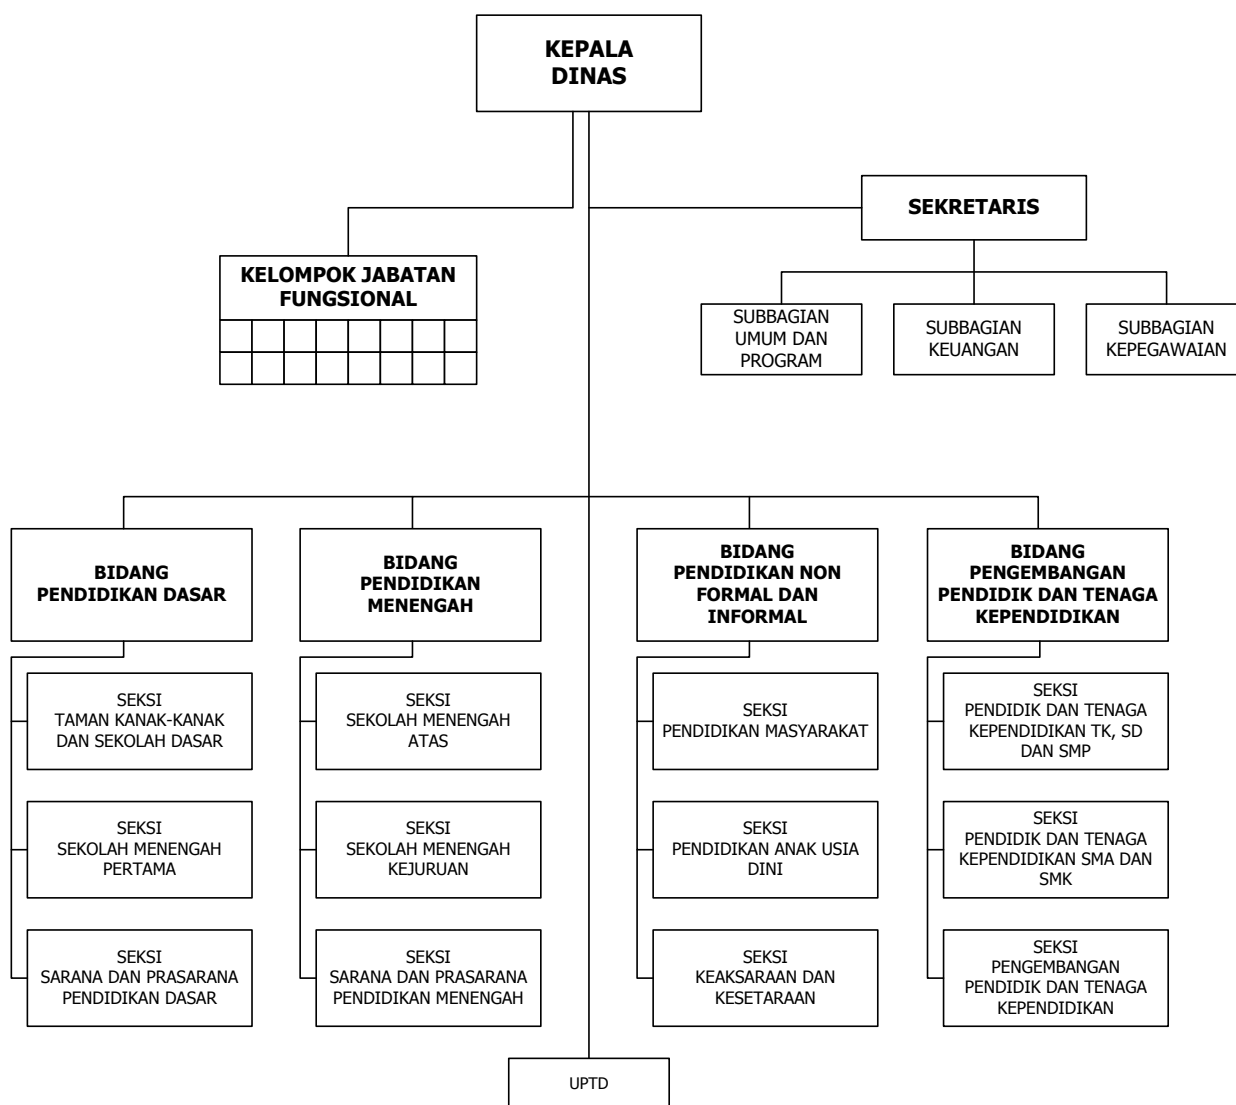 KEPALA
DINAS
SEKRETARIS
KELOMPOK JABATAN
FUNGSIONAL
SUBBAGIAN
UMUM DAN
PROGRAM
SUBBAGIAN
KEUANGAN
SUBBAGIAN
KEPEGAWAIAN
BIDANG
PENDIDIKAN DASAR
BIDANG
PENDIDIKAN
MENENGAH
BIDANG
PENDIDIKAN NON
FORMAL DAN
INFORMAL
BIDANG
PENGEMBANGAN
PENDIDIK DAN TENAGA
KEPENDIDIKAN
SEKSI
TAMAN KANAK-KANAK
DAN SEKOLAH DASAR
SEKSI
SEKOLAH MENENGAH
ATAS
SEKSI
PENDIDIKAN MASYARAKAT
SEKSI
PENDIDIK DAN TENAGA
KEPENDIDIKAN TK, SD
DAN SMP
SEKSI
SEKOLAH MENENGAH
PERTAMA
SEKSI
SEKOLAH MENENGAH
KEJURUAN
SEKSI
PENDIDIKAN ANAK USIA
DINI
SEKSI
PENDIDIK DAN TENAGA
KEPENDIDIKAN SMA DAN
SMK
SEKSI
SARANA DAN PRASARANA
PENDIDIKAN DASAR
SEKSI
SARANA DAN PRASARANA
PENDIDIKAN MENENGAH
SEKSI
KEAKSARAAN DAN
KESETARAAN
SEKSI
PENGEMBANGAN
PENDIDIK DAN TENAGA
KEPENDIDIKAN
UPTD